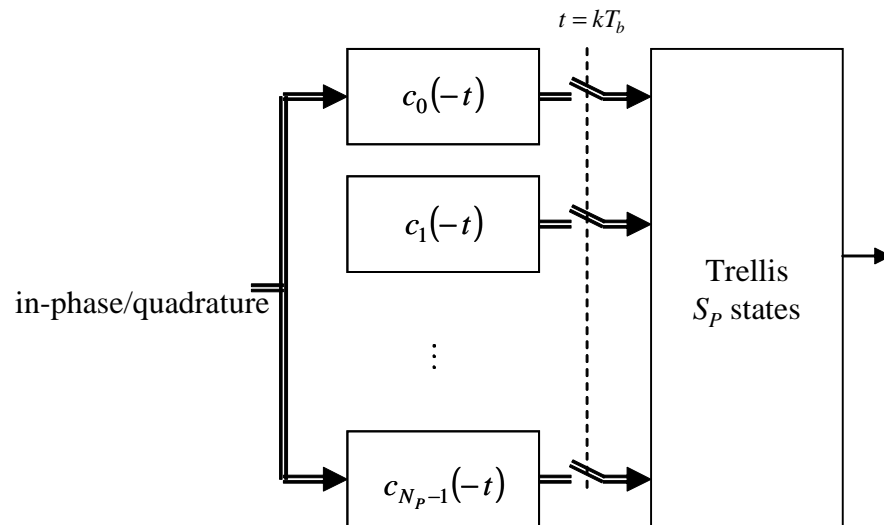 t = kT_b
c_0(−t)
c_1(−t)
in-phase/quadrature
⋮
c_{N_P−1}(−t)
Trellis
S_P states